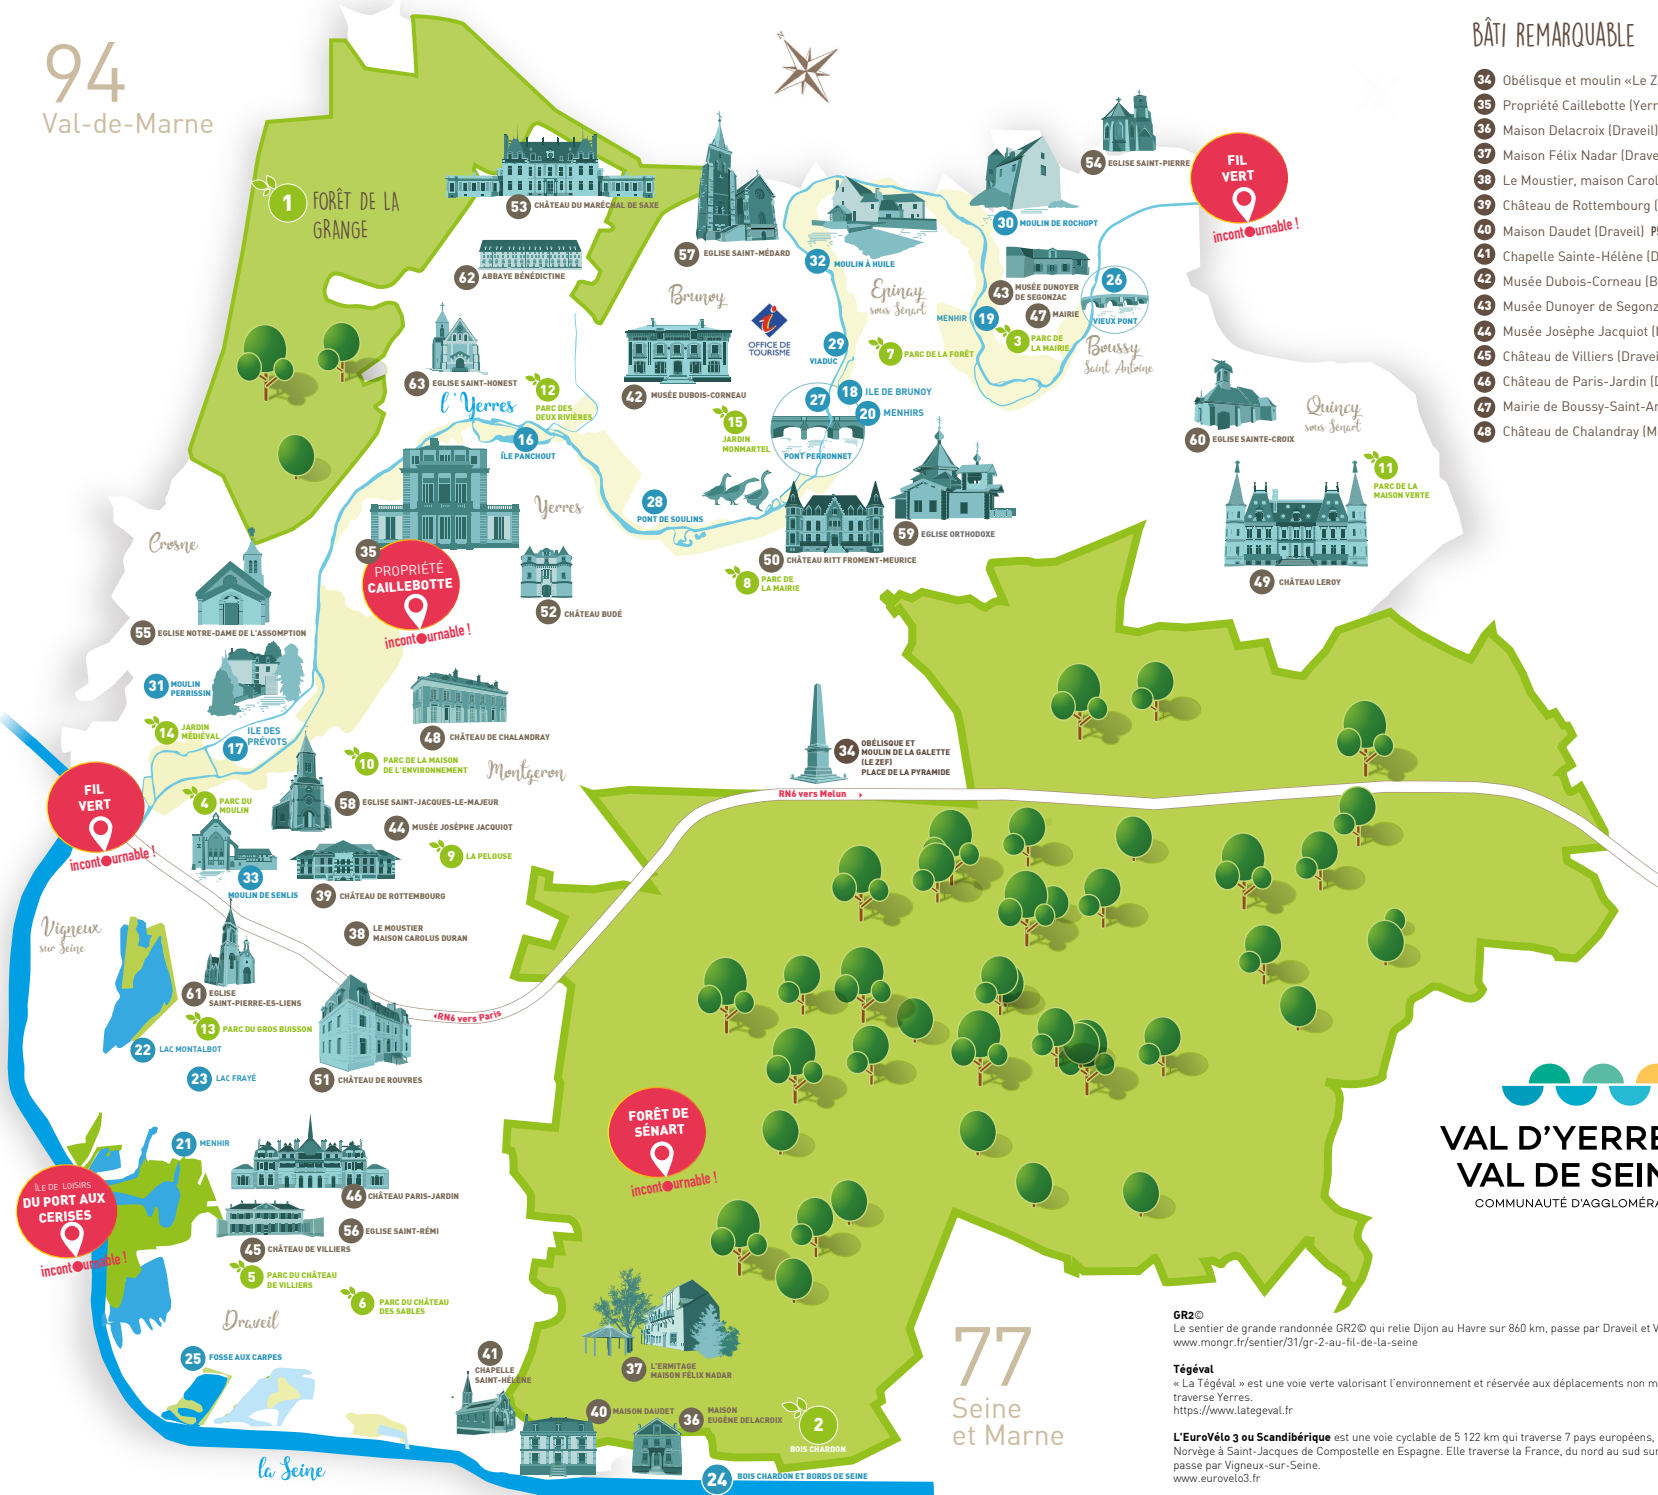 94
Val-de-Marne
N
1
FORÊT DE LA
GRANGE
53 CHÂTEAU DU MARÉCHAL DE SAXE
62 ABBAYE BÉNÉDICTINE
57 EGLISE SAINT-MÉDARD
32 MOULIN À HUILE
30 MOULIN DE ROCHOPT
54 EGLISE SAINT-PIERRE
FIL
VERT
incontournable !
Brunoy
Epinay
sous Sénart
43 MUSÉE DUNOYER
DE SEGONZAC
47 MAIRIE
26
VIEUX PONT
MENHIR 19
3 PARC DE
LA MAIRIE
Boussy
Saint Antoine
OFFICE DE
TOURISME
29
VIADUC
7 PARC DE LA FORÊT
63 EGLISE SAINT-HONEST
12
PARC DES
DEUX RIVIÈRES
l'Yerres
42 MUSÉE DUBOIS-CORNEAU
27
18 ILE DE BRUNOY
20 MENHIRS
15
JARDIN
MONMARTEL
PONT PERRONNET
16
ÎLE PANCHOUT
60 EGLISE SAINTE-CROIX
Quincy
sous Sénart
11
PARC DE LA
MAISON VERTE
Yerres
28
PONT DE SOULINS
59 EGLISE ORTHODOXE
50 CHÂTEAU RITT FROMENT-MEURICE
8 PARC DE
LA MAIRIE
49 CHÂTEAU LEROY
Crosne
35
PROPRIÉTÉ
CAILLEBOTTE
incontournable !
52 CHÂTEAU BUDÉ
55 EGLISE NOTRE-DAME DE L'ASSOMPTION
31 MOULIN
PERRISSIN
14 JARDIN
MÉDIÉVAL
17
ILE DES
PRÉVOTS
48 CHÂTEAU DE CHALANDRAY
10 PARC DE LA MAISON
DE L'ENVIRONNEMENT
Montgeron
34 OBÉLISQUE ET
MOULIN DE LA GALETTE
(LE ZEF)
PLACE DE LA PYRAMIDE
RN6 vers Melun
FIL
VERT
incontournable !
4 PARC DU
MOULIN
58 EGLISE SAINT-JACQUES-LE-MAJEUR
44 MUSÉE JOSÈPHE JACQUIOT
9 LA PELOUSE
33
MOULIN DE SENLIS
39 CHÂTEAU DE ROTTEMBOURG
38 LE MOUSTIER
MAISON CAROLUS DURAN
Vigneux
sur Seine
61 EGLISE
SAINT-PIERRE-ES-LIENS
13 PARC DU GROS BUISSON
22 LAC MONTALBOT
23 LAC FRAYÉ
51 CHÂTEAU DE ROUVRES
RN6 vers Paris
FORÊT DE
SÉNART
incontournable !
21 MENHIR
ÎLE DE LOISIRS
DU PORT AUX
CERISES
incontournable !
46 CHÂTEAU PARIS-JARDIN
56 EGLISE SAINT-RÉMI
45 CHÂTEAU DE VILLIERS
5 PARC DU CHÂTEAU
DE VILLIERS
6 PARC DU CHÂTEAU
DES SABLES
Draveil
25 FOSSE AUX CARPES
41
CHAPELLE
SAINT-HÉLÈNE
37 L'ERMITAGE
MAISON FÉLIX NADAR
40 MAISON DAUDET
36 MAISON
EUGÈNE DELACROIX
2
BOIS CHARDON
24 BOIS CHARDON ET BORDS DE SEINE
la Seine
77
Seine
et Marne
BÂTI REMARQUABLE
34 Obélisque et moulin «Le Z
35 Propriété Caillebotte (Yerr
36 Maison Delacroix (Draveil)
37 Maison Félix Nadar (Drave
38 Le Moustier, maison Carol
39 Château de Rottembourg (
40 Maison Daudet (Draveil)
41 Chapelle Sainte-Hélène (D
42 Musée Dubois-Corneau (B
43 Musée Dunoyer de Segonz
44 Musée Josèphe Jacquiot (
45 Château de Villiers (Dravei
46 Château de Paris-Jardin (D
47 Mairie de Boussy-Saint-An
48 Château de Chalandray (M
VAL D'YERRE
VAL DE SEIN
COMMUNAUTÉ D'AGGLOMÉRA
GR2©
Le sentier de grande randonnée GR2© qui relie Dijon au Havre sur 860 km, passe par Draveil et V
www.mongr.fr/sentier/31/gr-2-au-fil-de-la-seine
Tégéval
« La Tégéval » est une voie verte valorisant l'environnement et réservée aux déplacements non m
traverse Yerres.
https://www.lategeval.fr
L'EuroVélo 3 ou Scandibérique est une voie cyclable de 5 122 km qui traverse 7 pays européens,
Norvège à Saint-Jacques de Compostelle en Espagne. Elle traverse la France, du nord au sud sur
passe par Vigneux-sur-Seine.
www.eurovelo3.fr